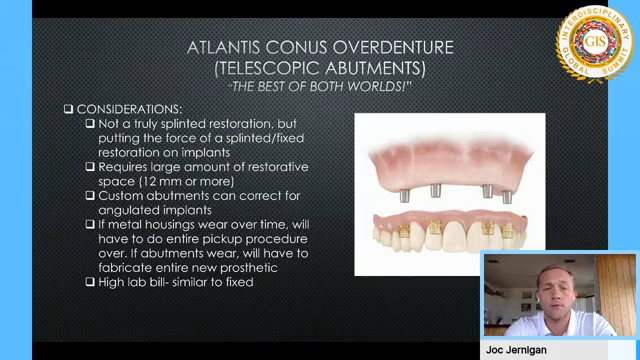 ATLANTIS CONUS OVERDENTURE
(TELESCOPIC ABUTMENTS)
"THE BEST OF BOTH WORLDS!"
CONSIDERATIONS:
Not a truly splinted restoration, but
putting the force of a splinted/fixed
restoration on implants
Requires large amount of restorative
space (12 mm or more)
Custom abutments can correct for
angulated implants
If metal housings wear over time, will
have to do entire pickup procedure
over. If abutments wear, will have to
fabricate entire new prosthetic
High lab bill- similar to fixed
INTERDISCIPLINARY
GIS
GLOBAL SUMMIT
Joc Jernigan